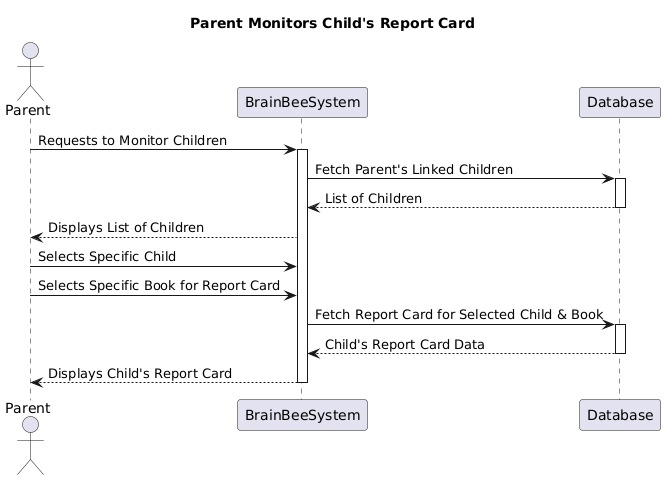 Parent Monitors Child's Report Card
Parent
BrainBeeSystem
Database
Requests to Monitor Children
Fetch Parent's Linked Children
List of Children
Displays List of Children
Selects Specific Child
Selects Specific Book for Report Card
Fetch Report Card for Selected Child & Book
Child's Report Card Data
Displays Child's Report Card
Parent
BrainBeeSystem
Database